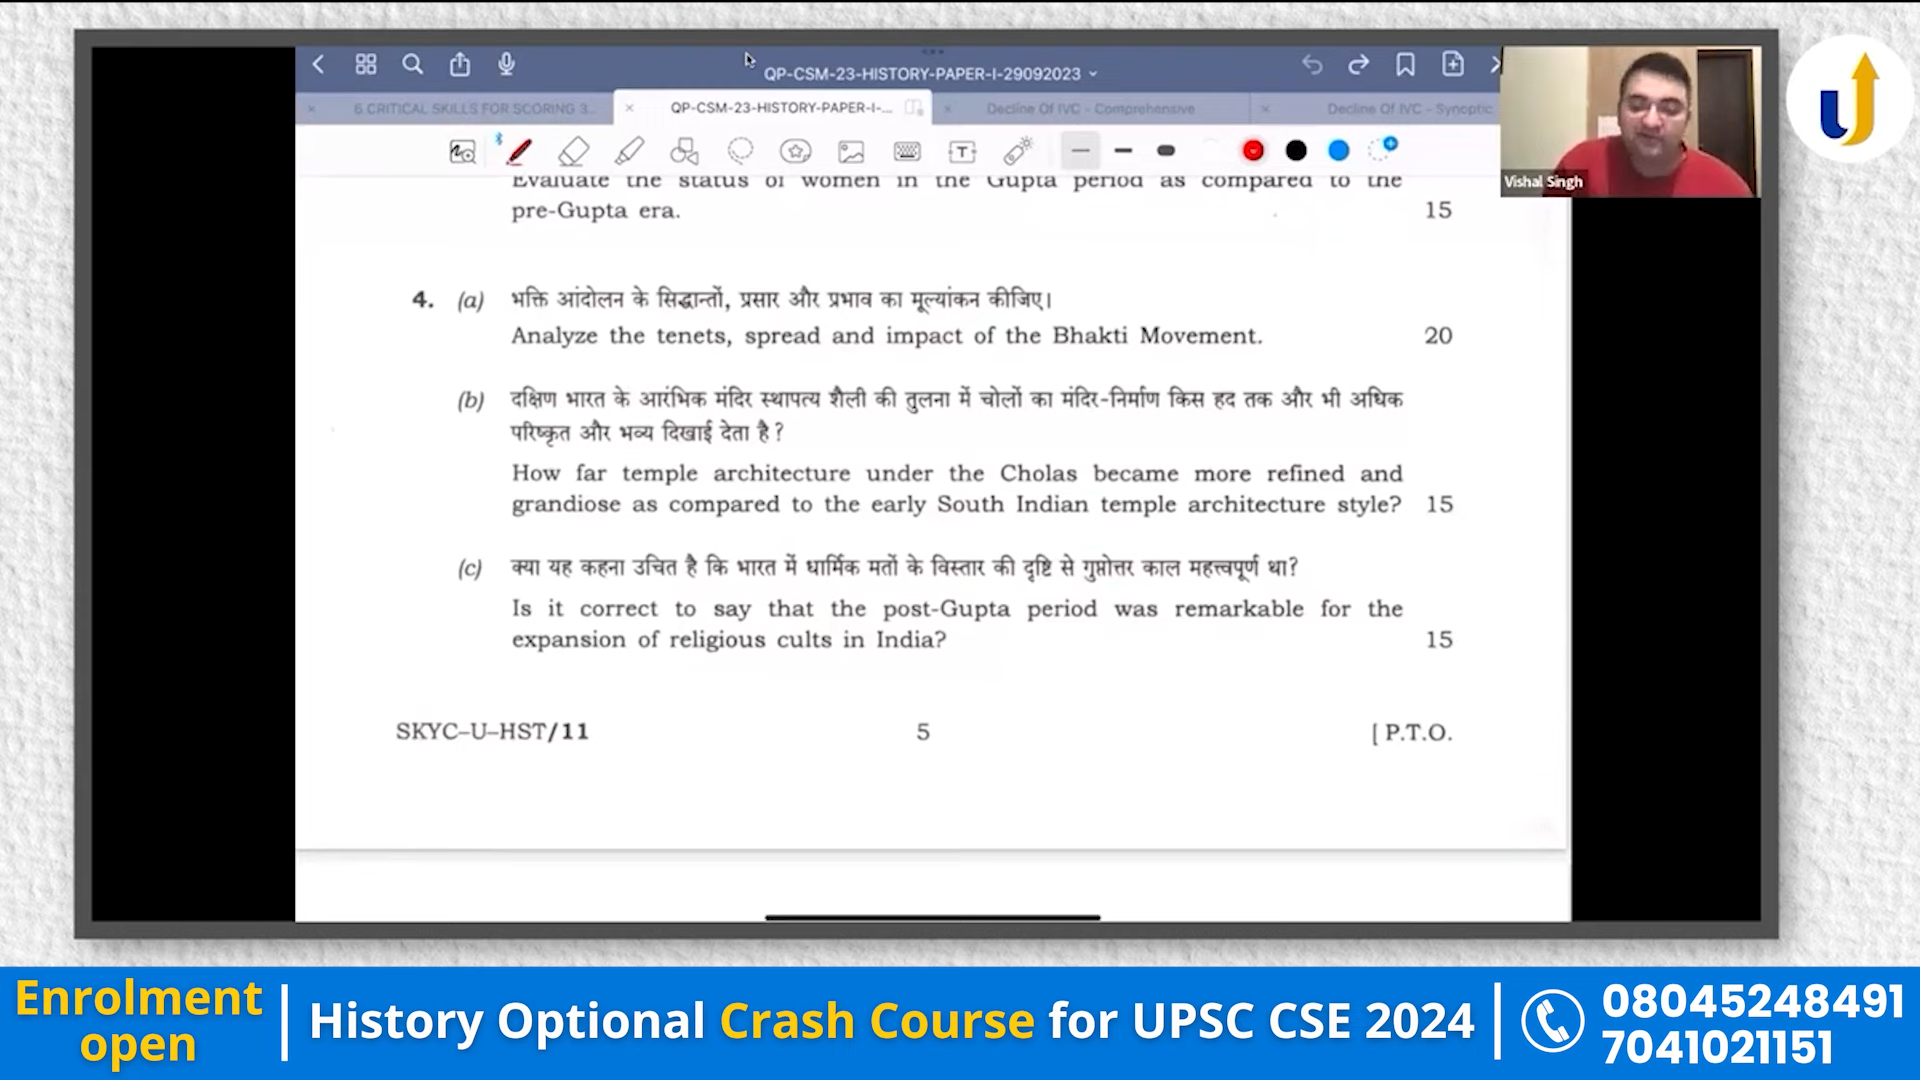 QP-CSM-23-HISTORY-PAPER-I-29092023
6 CRITICAL SKILLS FOR SCORING 3...
QP-CSM-23-HISTORY-PAPER-I-...
Decline Of IVC - Comprehensive
Decline Of IVC - Synoptic
Vishal Singh
Evaluate the status of women in the Gupta period as compared to the
pre-Gupta era. 15
4. (a) भक्ति आंदोलन के सिद्धान्तों, प्रसार और प्रभाव का मूल्यांकन कीजिए।
Analyze the tenets, spread and impact of the Bhakti Movement. 20
(b) दक्षिण भारत के आरंभिक मंदिर स्थापत्य शैली की तुलना में चोलों का मंदिर-निर्माण किस हद तक और भी अधिक
परिष्कृत और भव्य दिखाई देता है?
How far temple architecture under the Cholas became more refined and
grandiose as compared to the early South Indian temple architecture style? 15
(c) क्या यह कहना उचित है कि भारत में धार्मिक मतों के विस्तार की दृष्टि से गुप्तोत्तर काल महत्त्वपूर्ण था?
Is it correct to say that the post-Gupta period was remarkable for the
expansion of religious cults in India? 15
SKYC–U–HST/11 5 [ P.T.O.
Enrolment
open
History Optional Crash Course for UPSC CSE 2024
08045248491
7041021151